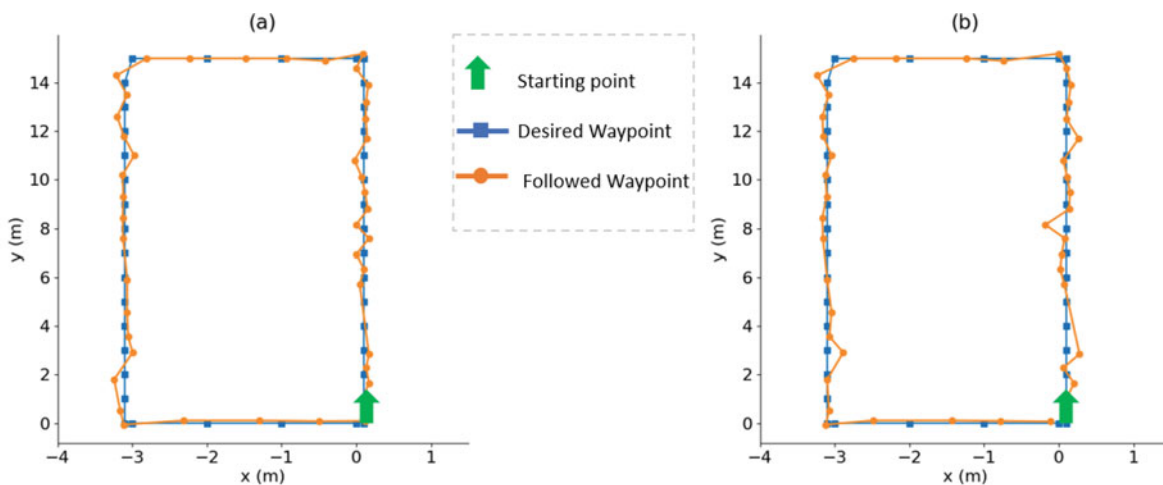 (a)
14
12
10
8
6
4
2
0
y (m)
−4 −3 −2 −1 0 1
x (m)
Starting point
Desired Waypoint
Followed Waypoint
(b)
14
12
10
8
6
4
2
0
y (m)
−4 −3 −2 −1 0 1
x (m)